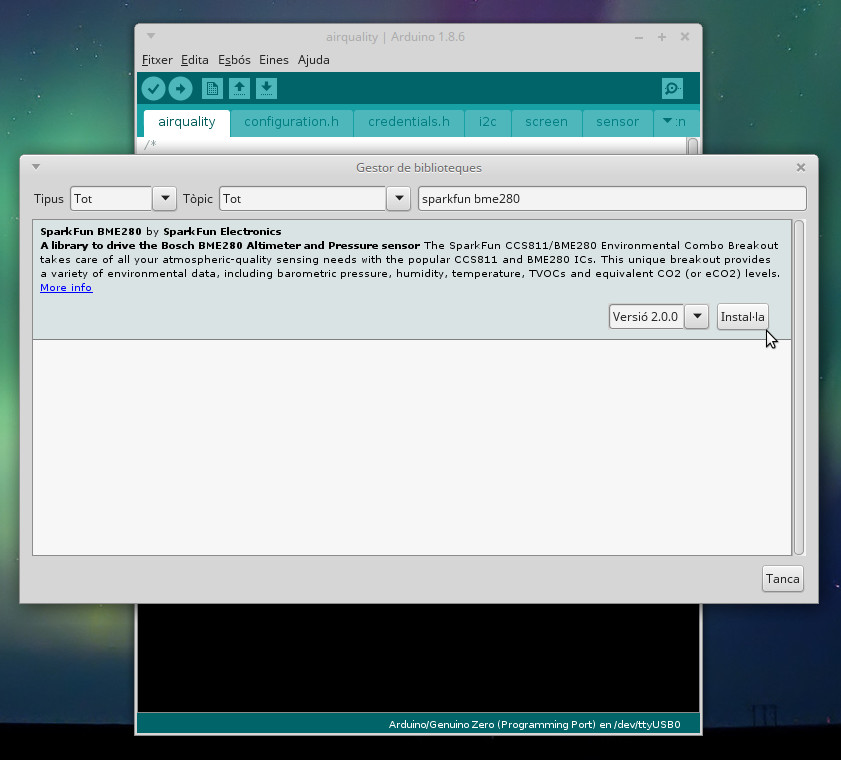 airquality | Arduino 1.8.6
Fitxer Edita Esbós Eines Ajuda
airquality configuration.h credentials.h i2c screen sensor :n
/*
Gestor de biblioteques
Tipus Tot Tòpic Tot sparkfun bme280
SparkFun BME280 by SparkFun Electronics
A library to drive the Bosch BME280 Altimeter and Pressure sensor The SparkFun CCS811/BME280 Environmental Combo Breakout
takes care of all your atmospheric-quality sensing needs with the popular CCS811 and BME280 ICs. This unique breakout provides
a variety of environmental data, including barometric pressure, humidity, temperature, TVOCs and equivalent CO2 (or eCO2) levels.
More info
Versió 2.0.0 Instal·la
Tanca
Arduino/Genuino Zero (Programming Port) en /dev/ttyUSB0